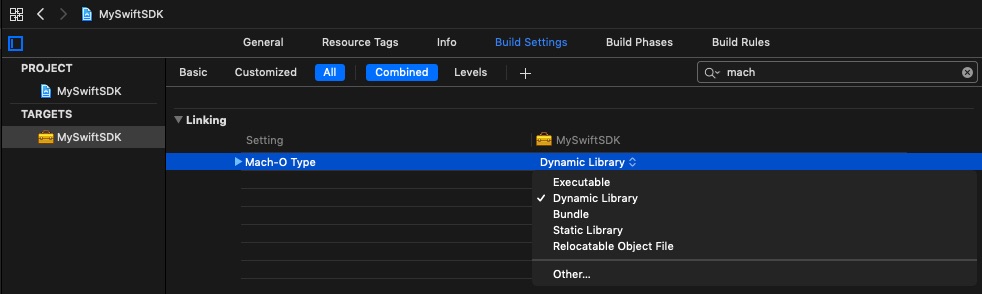 MySwiftSDK
General Resource Tags Info Build Settings Build Phases Build Rules
PROJECT
MySwiftSDK
TARGETS
MySwiftSDK
Basic Customized All Combined Levels + mach
Linking
Setting MySwiftSDK
Mach-O Type Dynamic Library
Executable
✓ Dynamic Library
Bundle
Static Library
Relocatable Object File
Other...